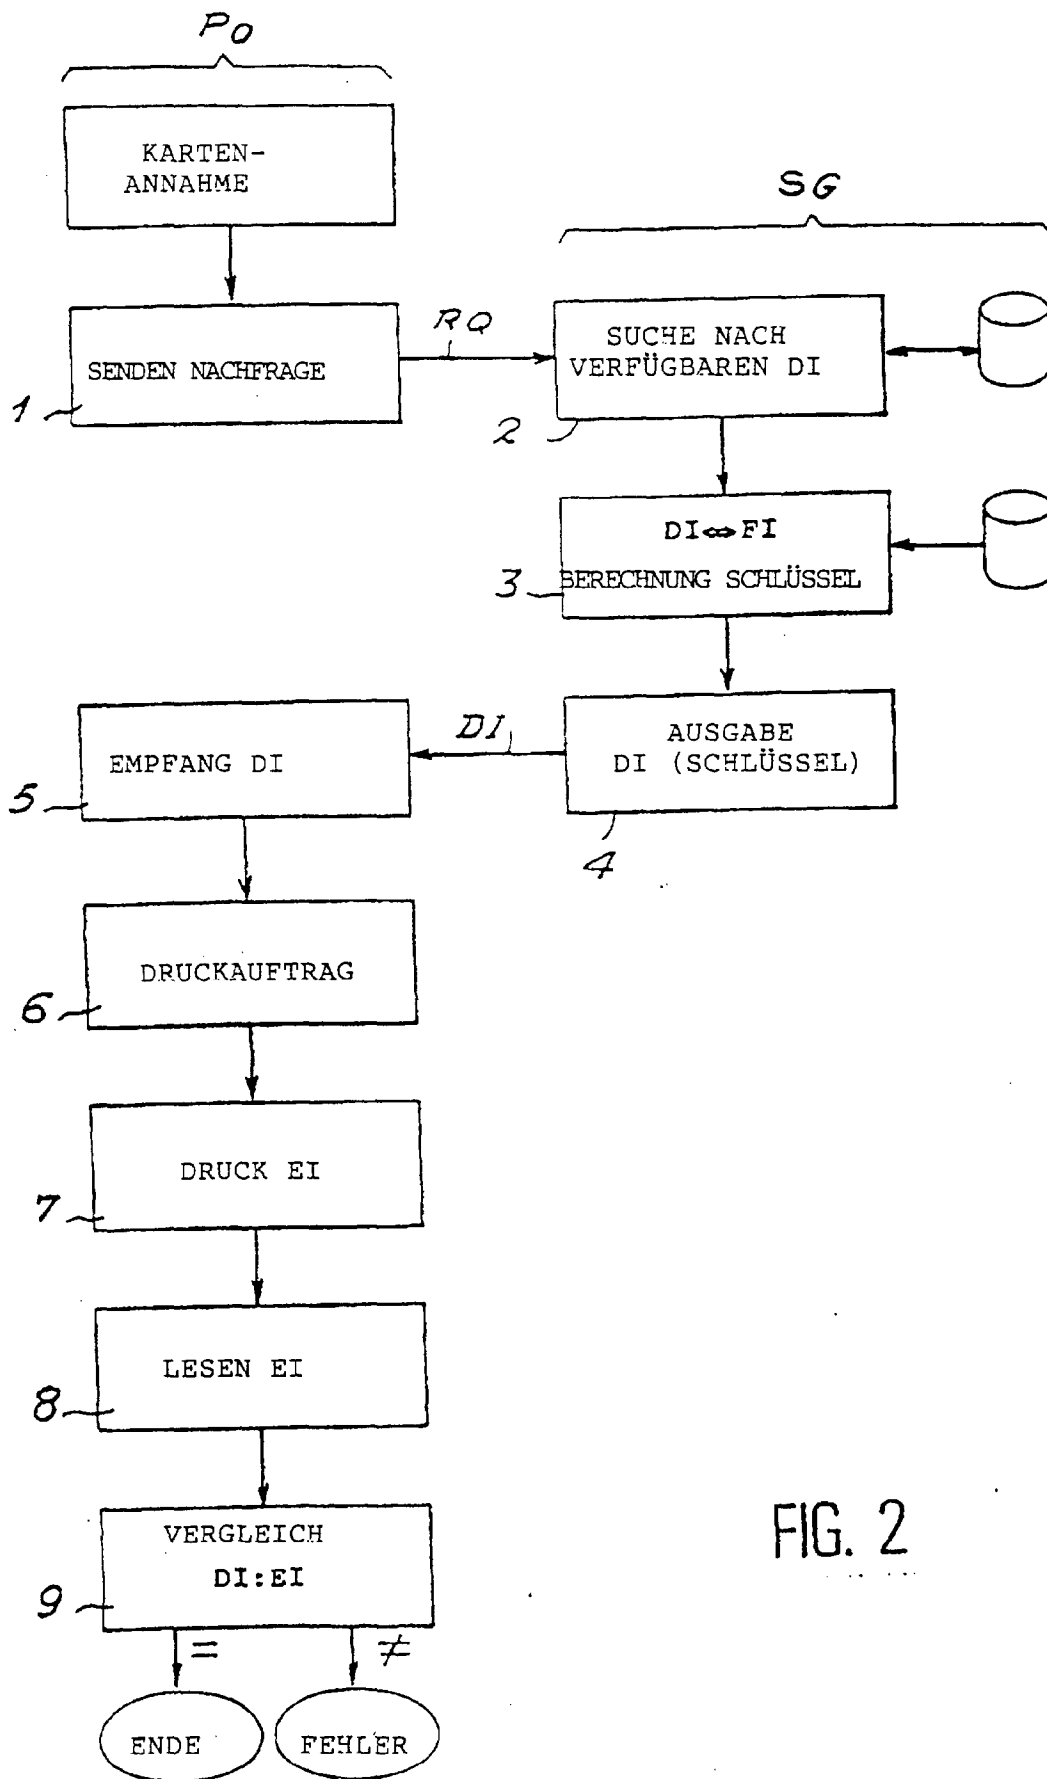 PO
KARTEN-
ANNAHME
SG
SENDEN NACHFRAGE
1
RQ
SUCHE NACH
VERFÜGBAREN DI
2
DI⇔FI
BERECHNUNG SCHLÜSSEL
3
AUSGABE
DI (SCHLÜSSEL)
4
DI
EMPFANG DI
5
DRUCKAUFTRAG
6
DRUCK EI
7
LESEN EI
8
VERGLEICH
DI:EI
9
=
≠
ENDE
FEHLER
FIG. 2